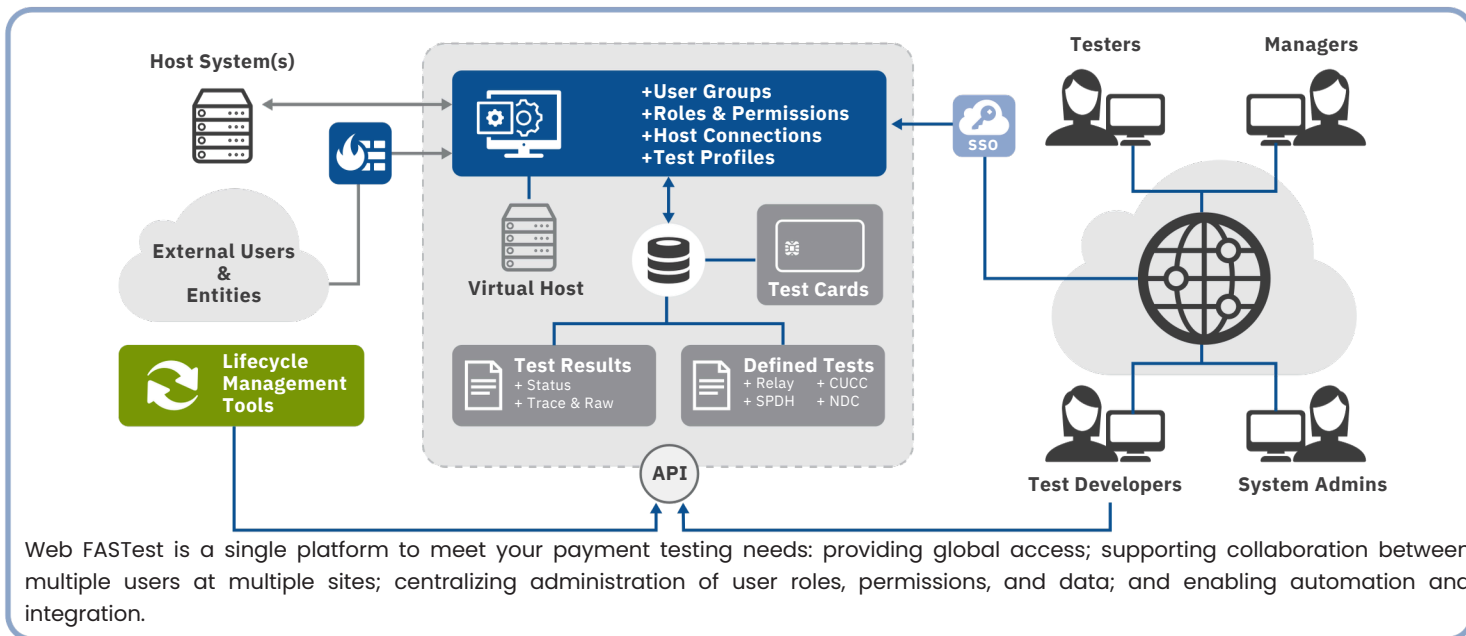 Host System(s)
External Users
&
Entities
Lifecycle
Management
Tools
+User Groups
+Roles & Permissions
+Host Connections
+Test Profiles
Virtual Host
Test Cards
Test Results
+ Status
+ Trace & Raw
Defined Tests
+ Relay + CUCC
+ SPDH + NDC
API
SSO
Testers
Managers
Test Developers
System Admins
Web FASTest is a single platform to meet your payment testing needs: providing global access; supporting collaboration between
multiple users at multiple sites; centralizing administration of user roles, permissions, and data; and enabling automation and
integration.